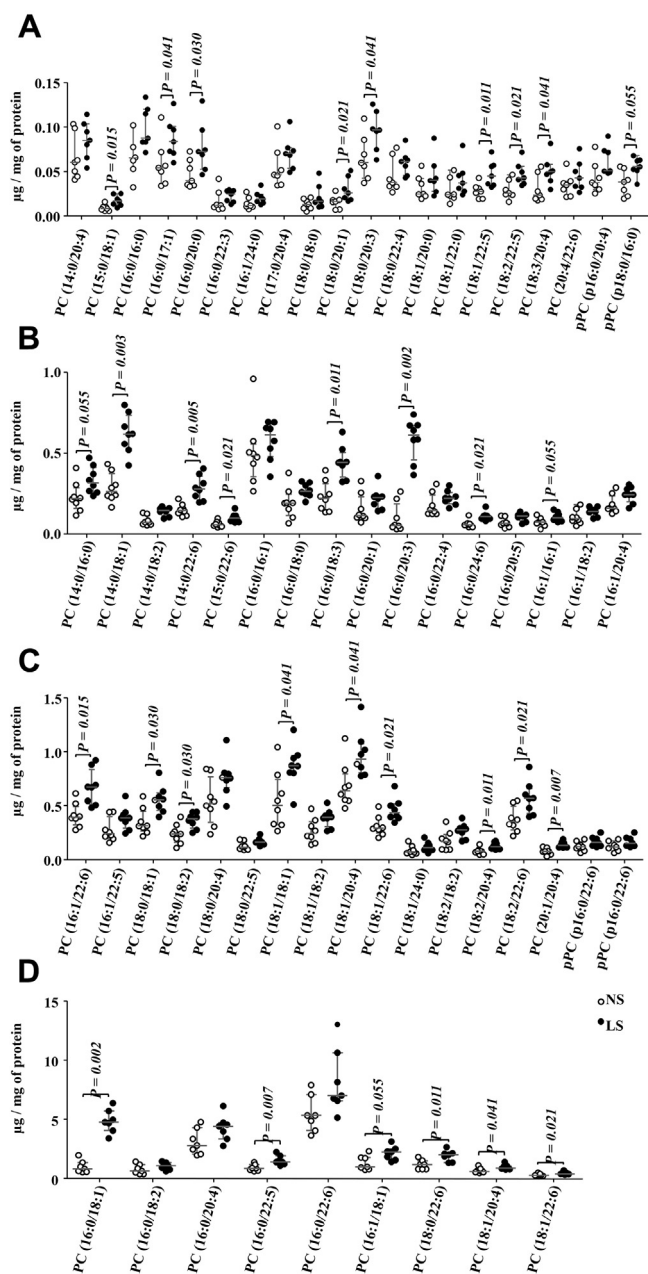 A
P = 0.015
P = 0.041
P = 0.030
P = 0.021
P = 0.041
P = 0.011
P = 0.021
P = 0.041
P = 0.055
µg / mg of protein
0.15
0.10
0.05
0.00
PC (14:0/20:4)
PC (15:0/18:1)
PC (16:0/16:0)
PC (16:0/17:1)
PC (16:0/20:0)
PC (16:0/22:3)
PC (16:1/24:0)
PC (17:0/20:4)
PC (18:0/18:0)
PC (18:0/20:1)
PC (18:0/20:3)
PC (18:0/22:4)
PC (18:1/20:0)
PC (18:1/22:0)
PC (18:1/22:5)
PC (18:2/22:5)
PC (18:3/20:4)
PC (20:4/22:6)
pPC (p16:0/20:4)
pPC (p18:0/16:0)
B
P = 0.055
P = 0.003
P = 0.005
P = 0.021
P = 0.011
P = 0.002
P = 0.021
P = 0.055
µg / mg of protein
1.0
0.5
0.0
PC (14:0/16:0)
PC (14:0/18:1)
PC (14:0/18:2)
PC (14:0/22:6)
PC (15:0/22:6)
PC (16:0/16:1)
PC (16:0/18:0)
PC (16:0/18:3)
PC (16:0/20:1)
PC (16:0/20:3)
PC (16:0/22:4)
PC (16:0/24:6)
PC (16:0/20:5)
PC (16:1/16:1)
PC (16:1/18:2)
PC (16:1/20:4)
C
P = 0.015
P = 0.030
P = 0.030
P = 0.041
P = 0.041
P = 0.021
P = 0.011
P = 0.021
P = 0.007
µg / mg of protein
1.5
1.0
0.5
0.0
PC (16:1/22:6)
PC (16:1/22:5)
PC (18:0/18:1)
PC (18:0/18:2)
PC (18:0/20:4)
PC (18:0/22:5)
PC (18:1/18:1)
PC (18:1/18:2)
PC (18:1/20:4)
PC (18:1/22:6)
PC (18:1/24:0)
PC (18:2/18:2)
PC (18:2/20:4)
PC (18:2/22:6)
PC (20:1/20:4)
pPC (p16:0/22:6)
pPC (p16:0/22:6)
D
NS
LS
P = 0.002
P = 0.007
P = 0.055
P = 0.011
P = 0.041
P = 0.021
µg / mg of protein
15
10
5
0
PC (16:0/18:1)
PC (16:0/18:2)
PC (16:0/20:4)
PC (16:0/22:5)
PC (16:0/22:6)
PC (16:1/18:1)
PC (18:0/22:6)
PC (18:1/20:4)
PC (18:1/22:6)